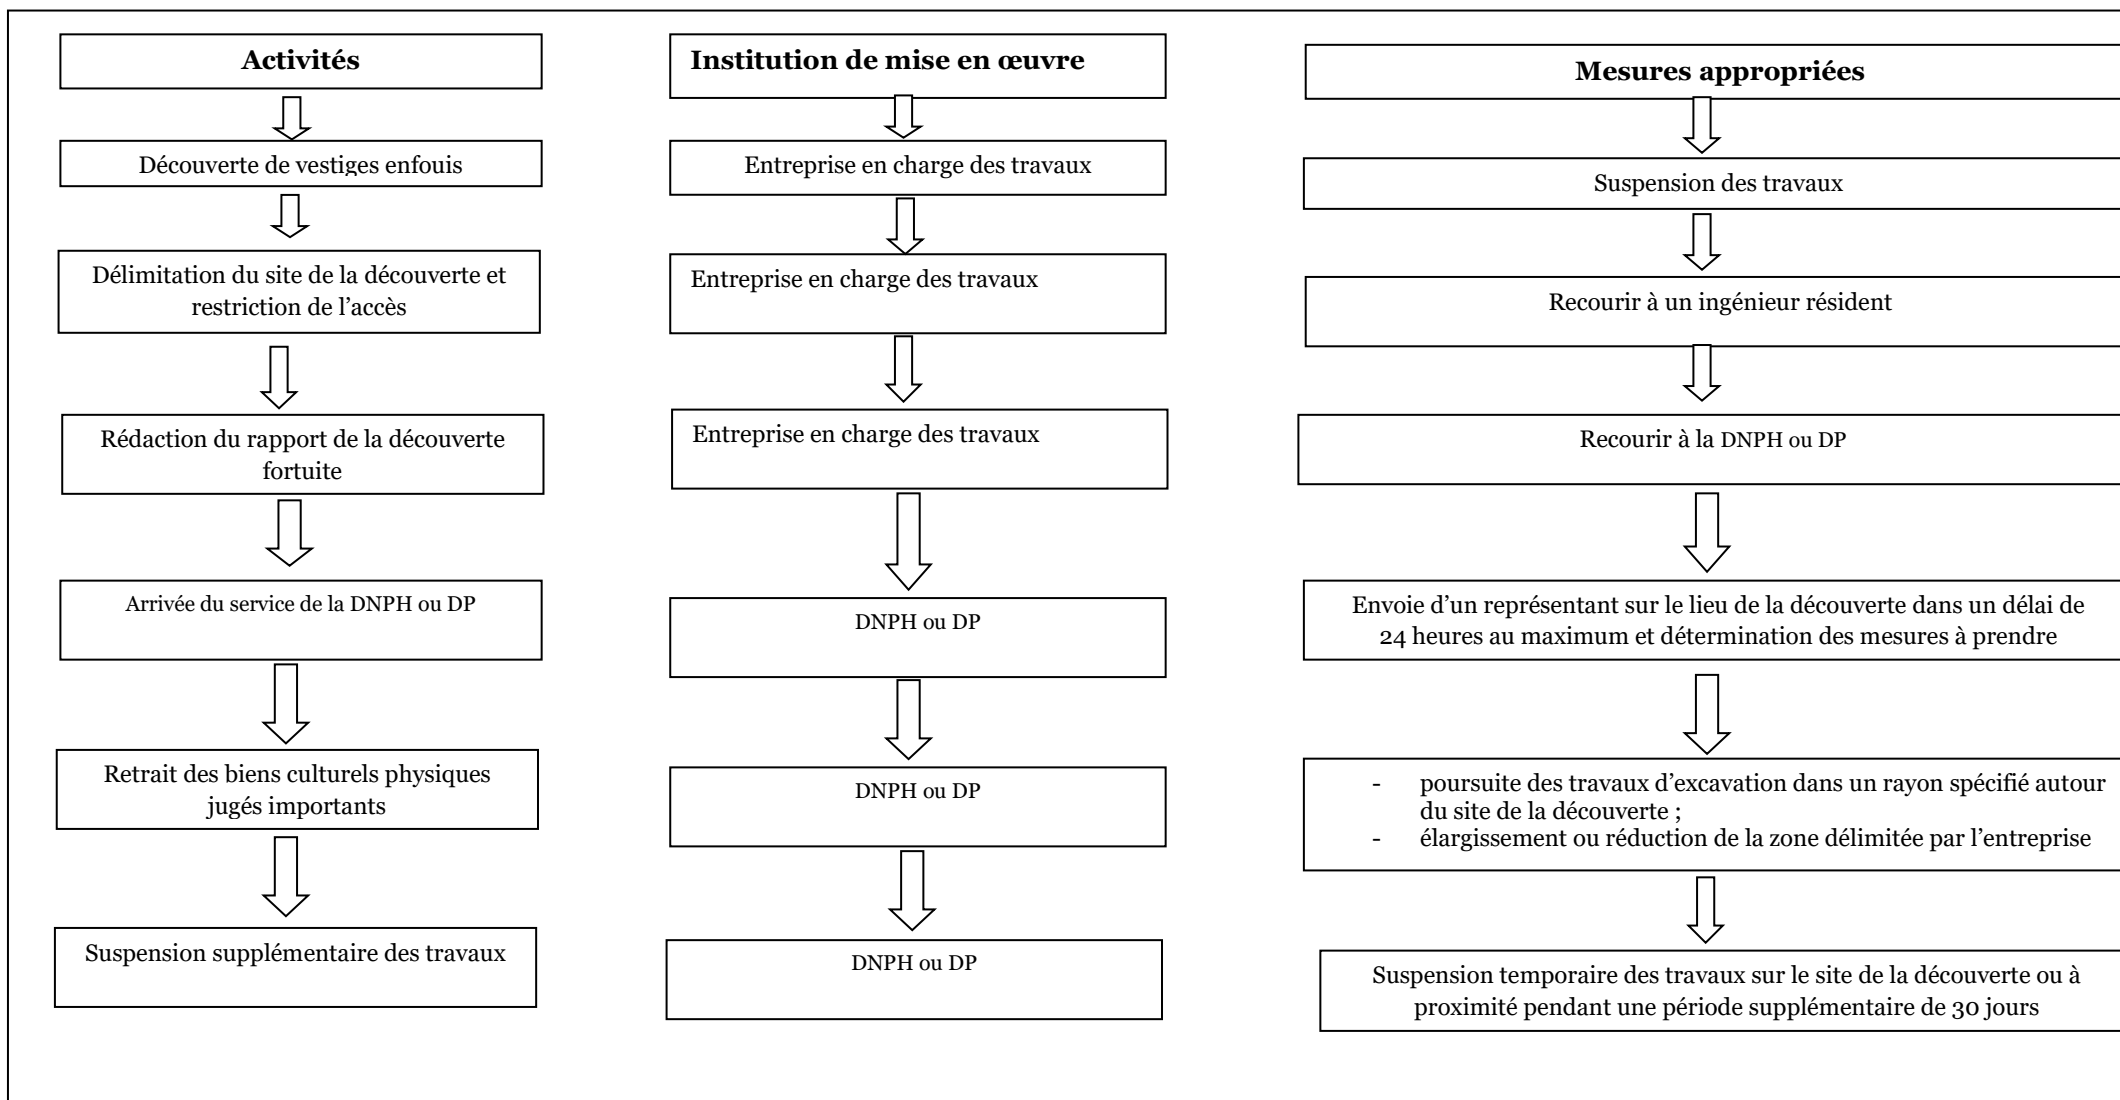 Activités
Découverte de vestiges enfouis
Délimitation du site de la découverte et
restriction de l’accès
Rédaction du rapport de la découverte
fortuite
Arrivée du service de la DNPH ou DP
Retrait des biens culturels physiques
jugés importants
Suspension supplémentaire des travaux
Institution de mise en œuvre
Entreprise en charge des travaux
Entreprise en charge des travaux
Entreprise en charge des travaux
DNPH ou DP
DNPH ou DP
DNPH ou DP
Mesures appropriées
Suspension des travaux
Recourir à un ingénieur résident
Recourir à la DNPH ou DP
Envoie d’un représentant sur le lieu de la découverte dans un délai de
24 heures au maximum et détermination des mesures à prendre
- poursuite des travaux d’excavation dans un rayon spécifié autour
du site de la découverte ;
- élargissement ou réduction de la zone délimitée par l’entreprise
Suspension temporaire des travaux sur le site de la découverte ou à
proximité pendant une période supplémentaire de 30 jours